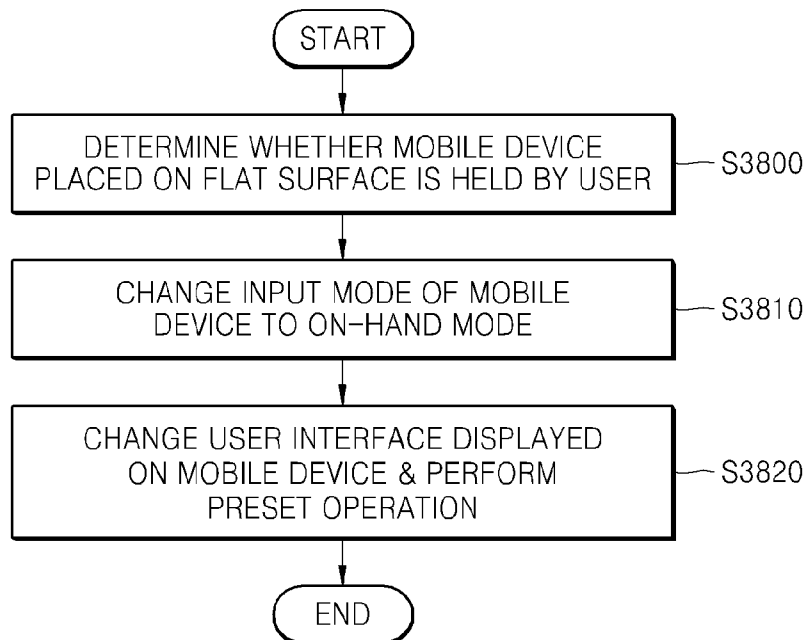 START
DETERMINE WHETHER MOBILE DEVICE
PLACED ON FLAT SURFACE IS HELD BY USER
S3800
CHANGE INPUT MODE OF MOBILE
DEVICE TO ON-HAND MODE
S3810
CHANGE USER INTERFACE DISPLAYED
ON MOBILE DEVICE & PERFORM
PRESET OPERATION
S3820
END